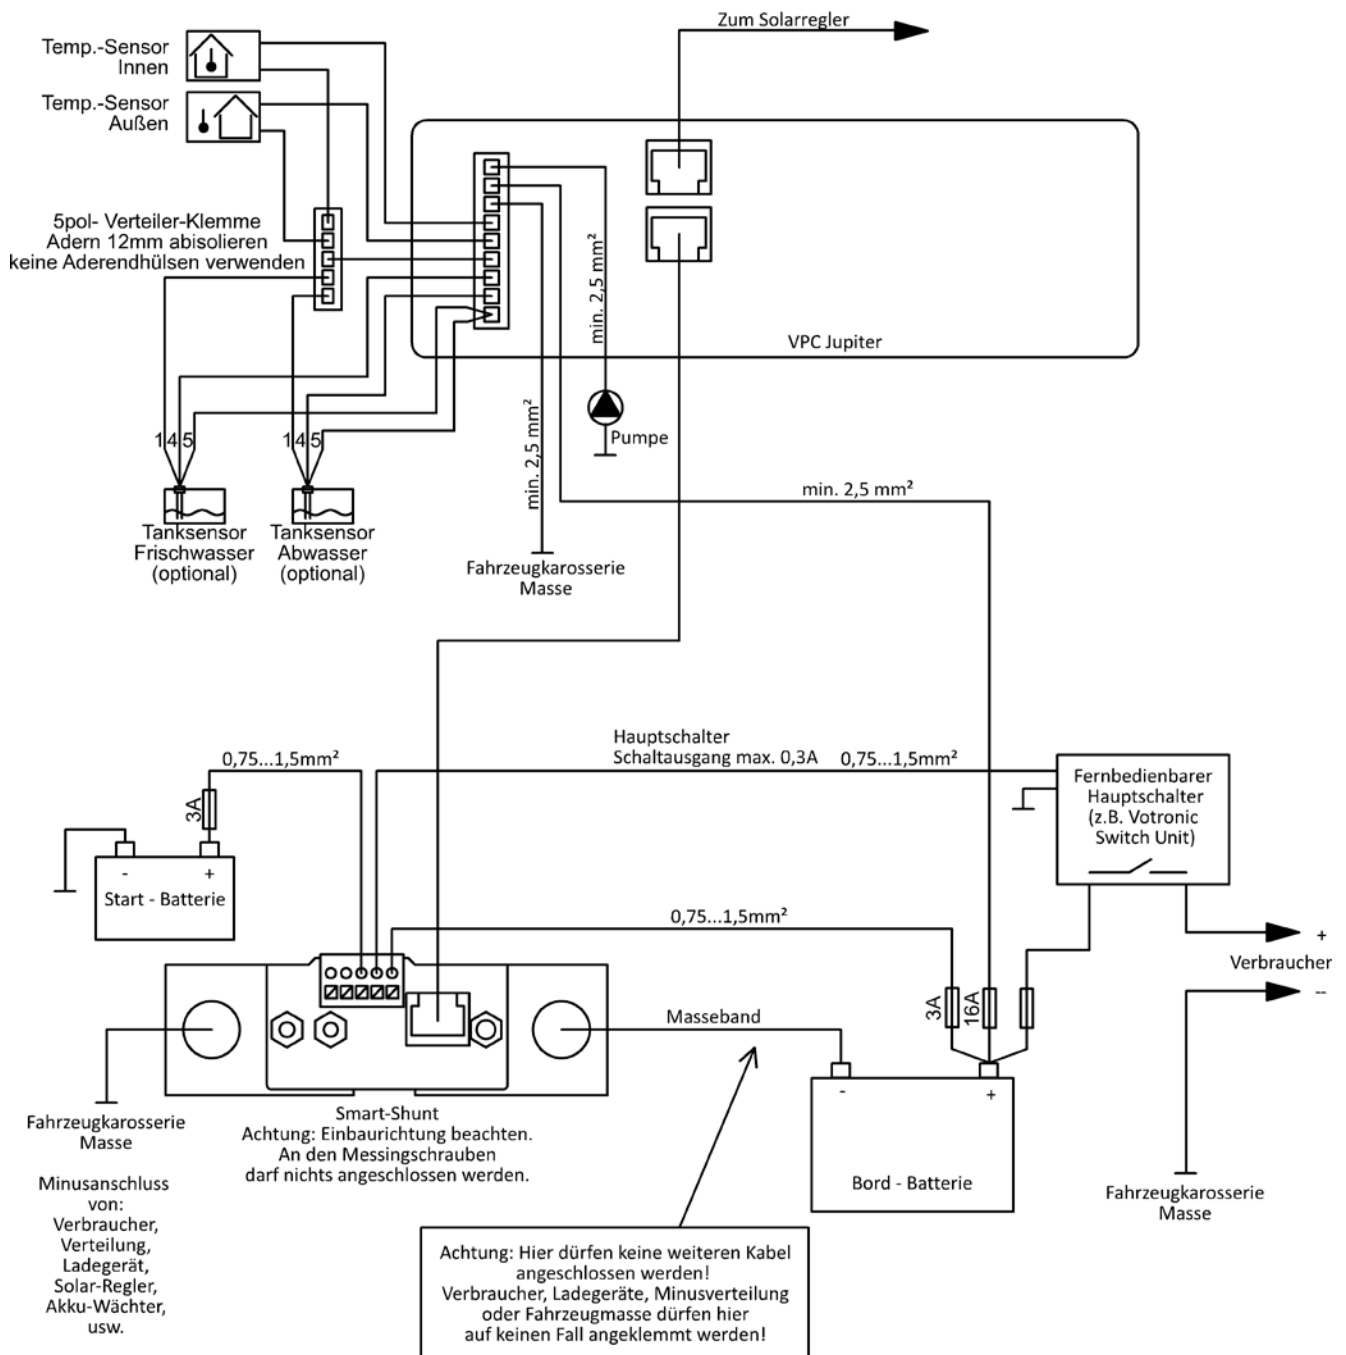 Zum Solarregler
Temp.-Sensor
Innen
Temp.-Sensor
Außen
5pol- Verteiler-Klemme
Adern 12mm abisolieren
keine Aderendhülsen verwenden
min. 2,5 mm²
VPC Jupiter
min. 2,5 mm²
Pumpe
145
145
min. 2,5 mm²
Tanksensor
Frischwasser
(optional)
Tanksensor
Abwasser
(optional)
Fahrzeugkarosserie
Masse
Hauptschalter
Schaltausgang max. 0,3A
0,75...1,5mm²
0,75...1,5mm²
3A
Fernbedienbarer
Hauptschalter
(z.B. Votronic
Switch Unit)
- +
Start - Batterie
0,75...1,5mm²
+
Verbraucher
--
3A
16A
Masseband
- +
Bord - Batterie
Fahrzeugkarosserie
Masse
Smart-Shunt
Achtung: Einbaurichtung beachten.
An den Messingschrauben
darf nichts angeschlossen werden.
Minusanschluss
von:
Verbraucher,
Verteilung,
Ladegerät,
Solar-Regler,
Akku-Wächter,
usw.
Fahrzeugkarosserie
Masse
Achtung: Hier dürfen keine weiteren Kabel
angeschlossen werden!
Verbraucher, Ladegeräte, Minusverteilung
oder Fahrzeugmasse dürfen hier
auf keinen Fall angeklemmt werden!